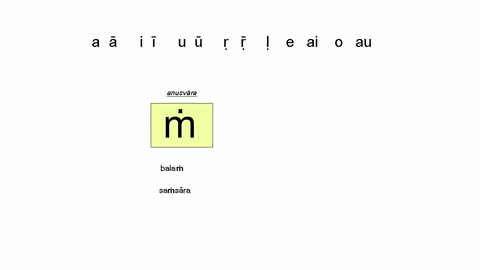 a ā i ī u ū ṛ ṝ ḷ e ai o au
anusvāra
ṁ
balaṁ
saṁsāra